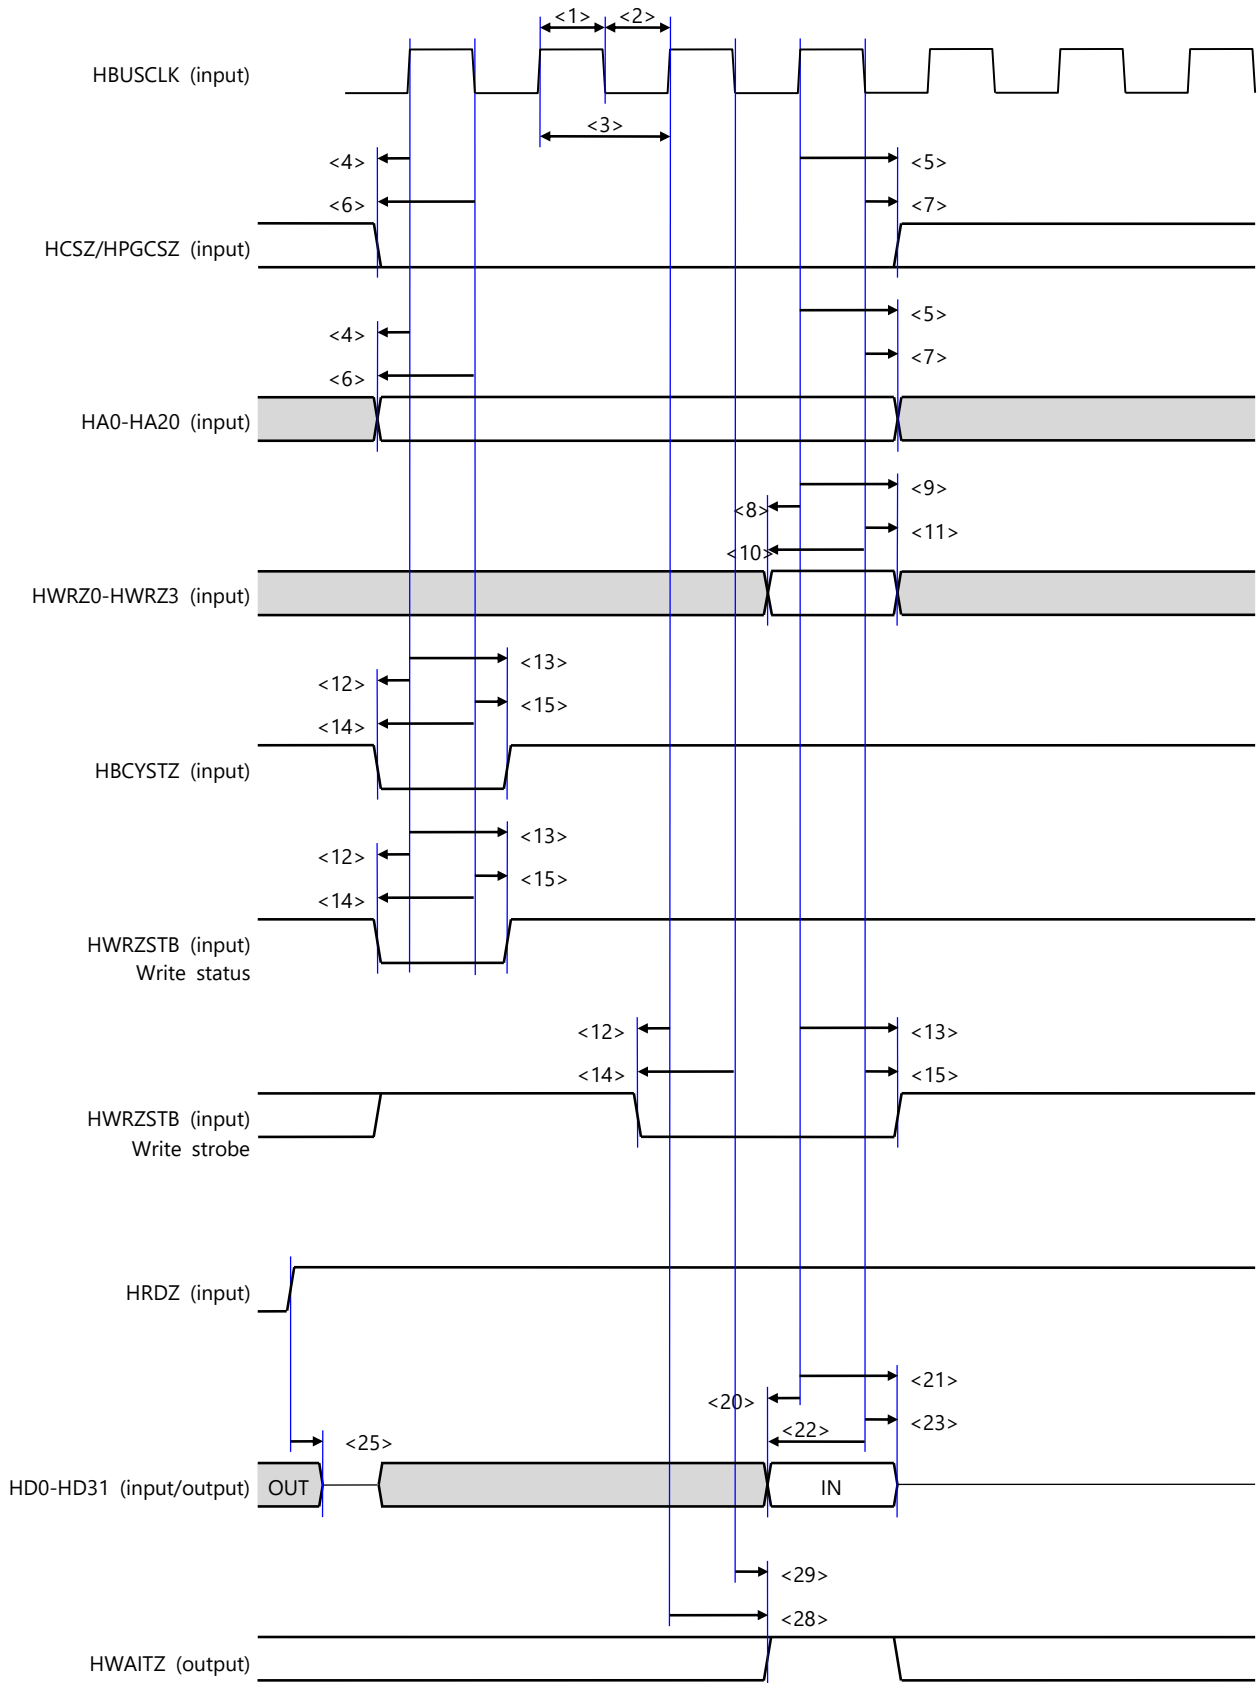 <1> <2>
HBUSCLK (input)
<3>
<4> <5>
<6> <7>
HCSZ/HPGCSZ (input)
<5>
<4>
<7>
<6>
HA0-HA20 (input)
<9>
<8>
<11>
<10>
HWRZ0-HWRZ3 (input)
<13>
<12>
<15>
<14>
HBCYSTZ (input)
<13>
<12>
<15>
<14>
HWRZSTB (input)
Write status
<12> <13>
<14> <15>
HWRZSTB (input)
Write strobe
HRDZ (input)
<21>
<20>
<23>
<22>
<25>
HD0-HD31 (input/output) OUT IN
<29>
<28>
HWAITZ (output)